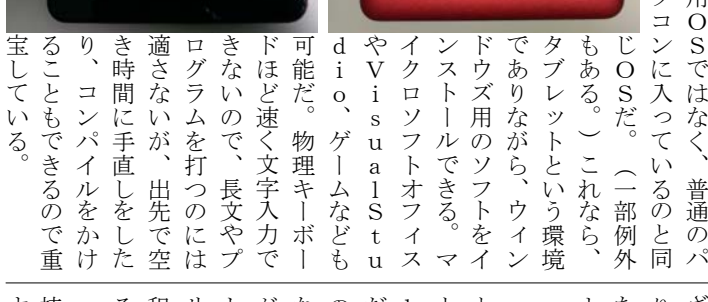 用OSではなく、普通のパ
ソコンに入っているのと同
じOSだ。（一部例外
もある。）これなら、
タブレットという環境
でありながら、ウィン
ドウズ用のソフトをイ
ンストールできる。マ
イクロソフトオフィス
やVisualStu
dio、ゲームなども
可能だ。物理キーボー
ドほど速く文字入力で
きないので、長文やプ
ログラムを打つのには
適さないが、出先で空
き時間に手直しをした
り、コンパイルをかけ
ることもできるので重
宝している。